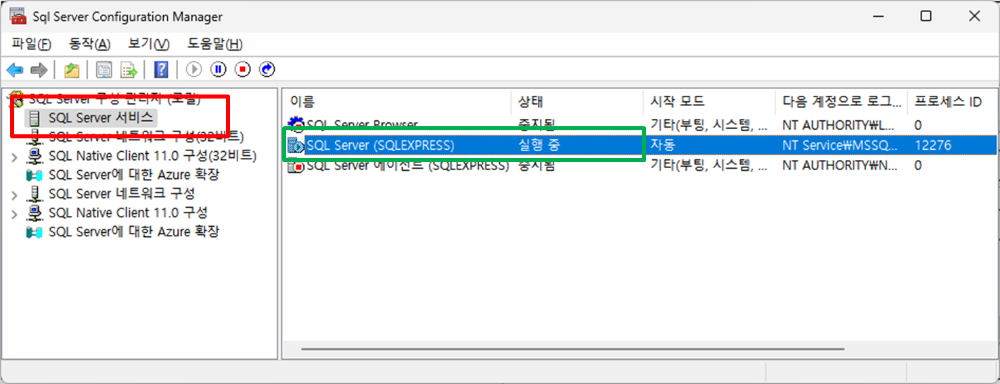 Sql Server Configuration Manager
파일(F) 동작(A) 보기(V) 도움말(H)
SQL Server 구성 관리자 (로컬)
SQL Server 서비스
SQL Server 네트워크 구성(32비트)
SQL Native Client 11.0 구성(32비트)
SQL Server에 대한 Azure 확장
SQL Server 네트워크 구성
SQL Native Client 11.0 구성
SQL Server에 대한 Azure 확장
이름 상태 시작 모드 다음 계정으로 로그... 프로세스 ID
SQL Server Browser 중지됨 기타(부팅, 시스템, ... NT AUTHORITY₩L... 0
SQL Server (SQLEXPRESS) 실행 중 자동 NT Service₩MSSQ... 12276
SQL Server 에이전트 (SQLEXPRESS) 중지됨 기타(부팅, 시스템, ... NT AUTHORITY₩N... 0